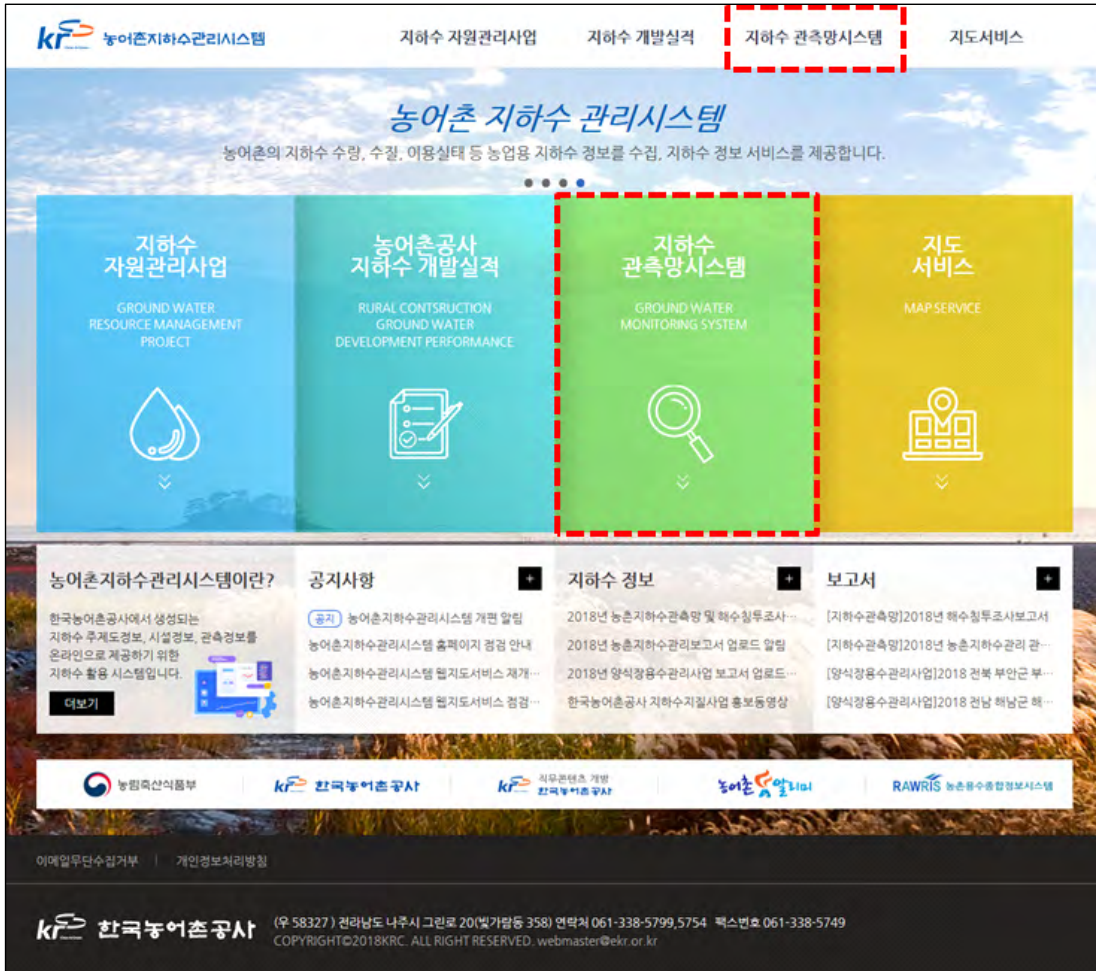 kr 농어촌지하수관리시스템
지하수 자원관리사업 지하수 개발실적 지하수 관측망시스템 지도서비스
농어촌 지하수 관리시스템
농어촌의 지하수 수량, 수질, 이용실태 등 농업용 지하수 정보를 수집, 지하수 정보 서비스를 제공합니다.
지하수
자원관리사업
GROUND WATER
RESOURCE MANAGEMENT
PROJECT
농어촌공사
지하수 개발실적
RURAL CONTSRUCTION
GROUND WATER
DEVELOPMENT PERFORMANCE
지하수
관측망시스템
GROUND WATER
MONITORING SYSTEM
지도
서비스
MAP SERVICE
농어촌지하수관리시스템이란?
한국농어촌공사에서 생성되는
지하수 주제도정보, 시설정보, 관측정보를
온라인으로 제공하기 위한
지하수 활용 시스템입니다.
더보기
공지사항 +
공지 농어촌지하수관리시스템 개편 알림
농어촌지하수관리시스템 홈페이지 점검 안내
농어촌지하수관리시스템 웹지도서비스 재개…
농어촌지하수관리시스템 웹지도서비스 점검…
지하수 정보 +
2018년 농촌지하수관측망 및 해수침투조사…
2018년 농촌지하수관리보고서 업로드 알림
2018년 양식장용수관리사업 보고서 업로드…
한국농어촌공사 지하수지질사업 홍보동영상
보고서 +
[지하수관측망]2018년 해수침투조사보고서
[지하수관측망]2018년 농촌지하수관리 관…
[양식장용수관리사업]2018 전북 부안군 부…
[양식장용수관리사업]2018 전남 해남군 해…
농림축산식품부
kr 한국농어촌공사
kr 직무콘텐츠 개발
한국농어촌공사
농어촌 물알리미
RAWRIS 농촌용수종합정보시스템
이메일무단수집거부 | 개인정보처리방침
kr 한국농어촌공사
(우 58327 ) 전라남도 나주시 그린로 20(빛가람동 358) 연락처 061-338-5799,5754 팩스번호 061-338-5749
COPYRIGHT©2018KRC. ALL RIGHT RESERVED. webmaster@ekr.or.kr